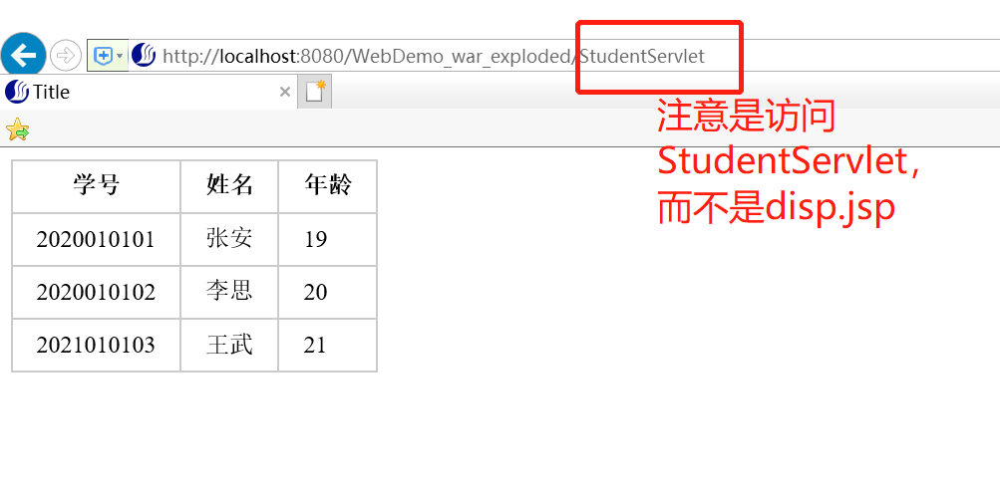 http://localhost:8080/WebDemo_war_exploded/StudentServlet
Title
注意是访问
StudentServlet，
而不是disp.jsp
学号 姓名 年龄
2020010101 张安 19
2020010102 李思 20
2021010103 王武 21